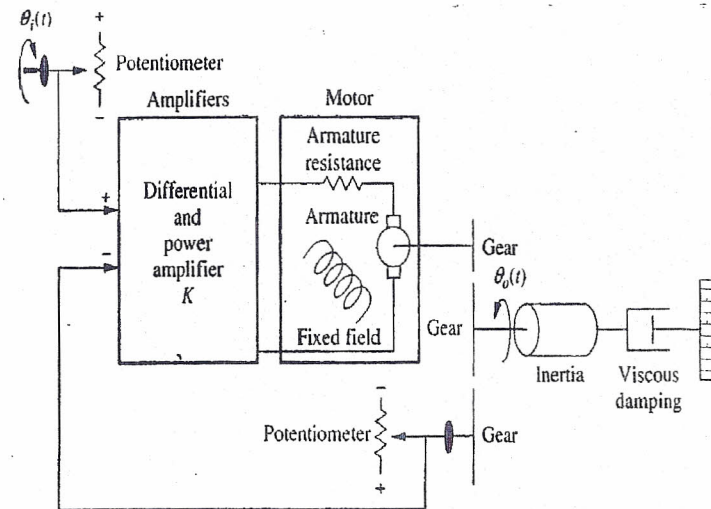 θi(t)
+
Potentiometer
−
Amplifiers
Motor
+
−
Differential
and
power
amplifier
K
Armature
resistance
Armature
Fixed field
Gear
θo(t)
Gear
Inertia
Viscous
damping
−
Potentiometer
+
Gear